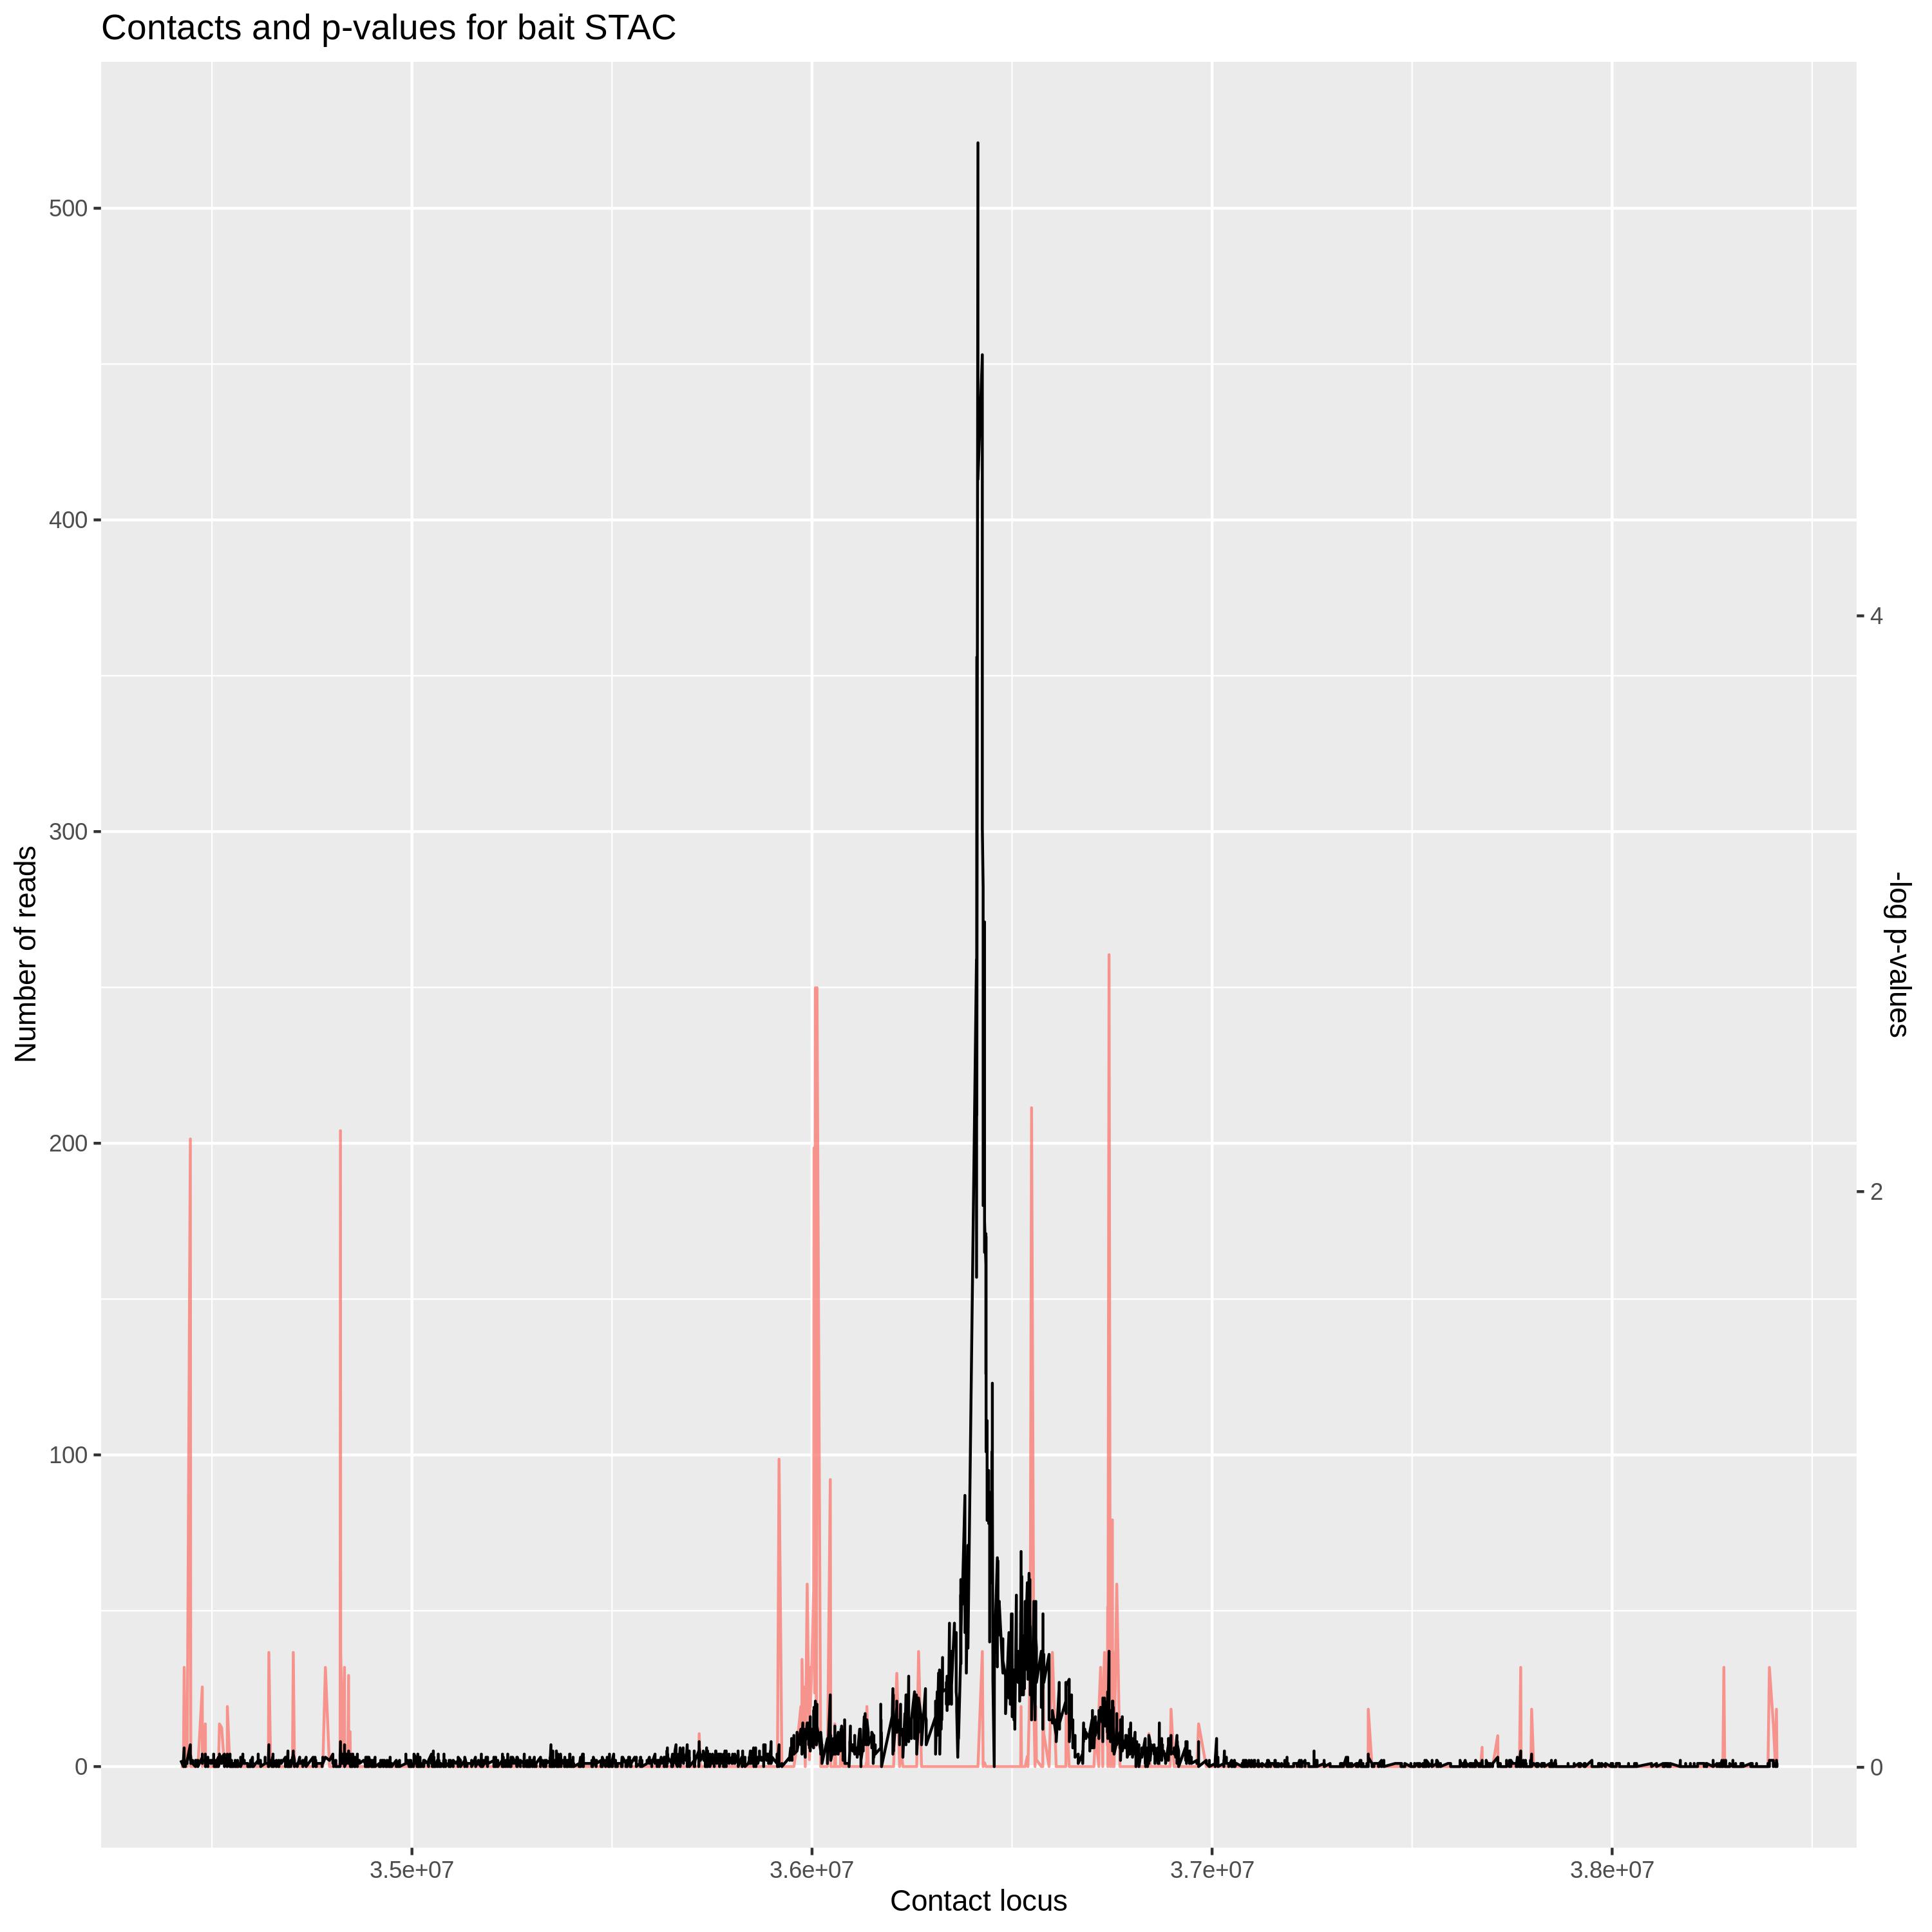 Contacts and p-values for bait STAC
500
400
300
200
100
0
Number of reads
4
2
0
-log p-values
3.5e+07
3.6e+07
3.7e+07
3.8e+07
Contact locus